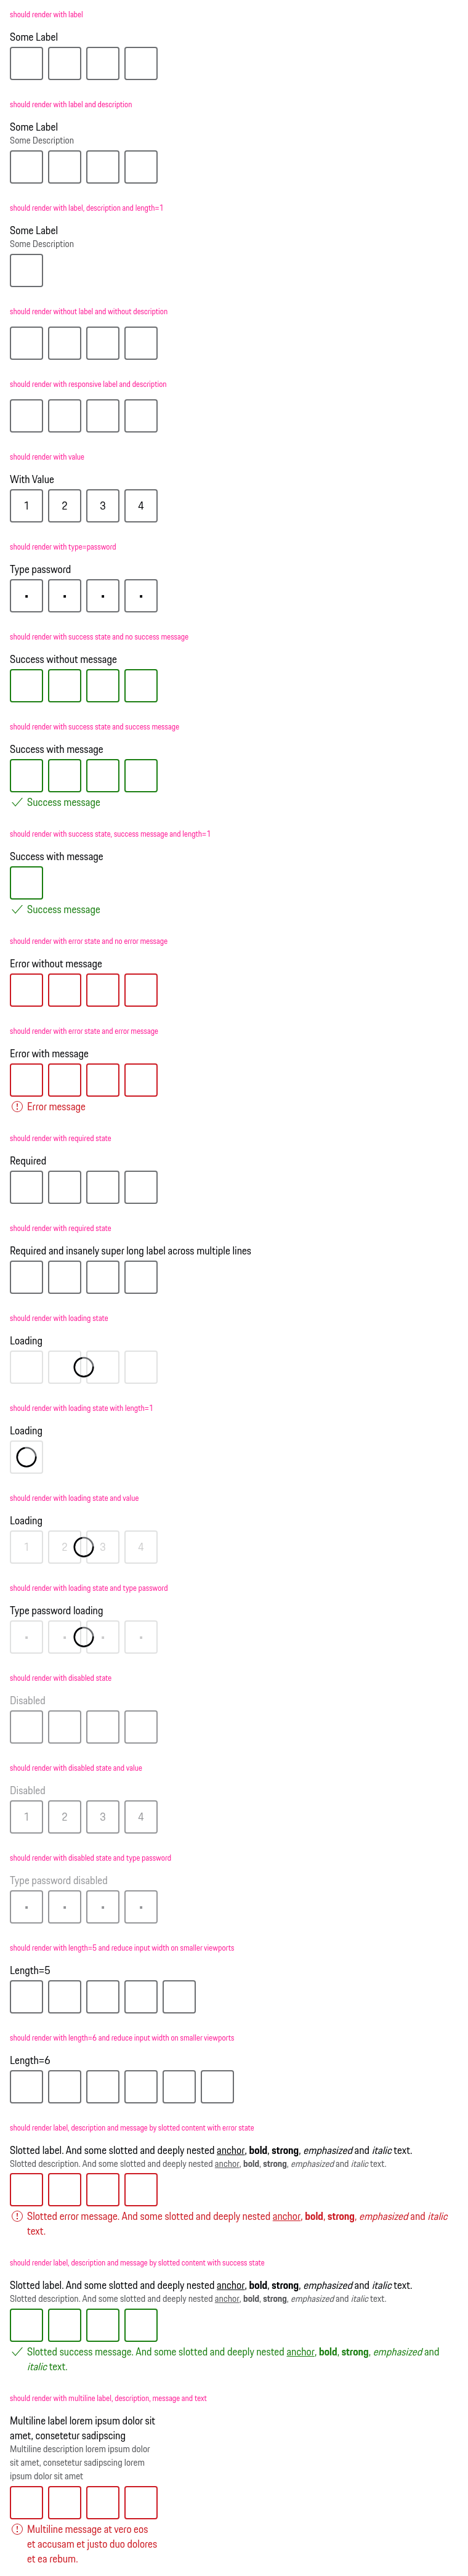 should render with label
Some Label
should render with label and description
Some Label
Some Description
should render with label, description and length=1
Some Label
Some Description
should render without label and without description
should render with responsive label and description
should render with value
With Value
1 2 3 4
should render with type=password
Type password
should render with success state and no success message
Success without message
should render with success state and success message
Success with message
Success message
should render with success state, success message and length=1
Success with message
Success message
should render with error state and no error message
Error without message
should render with error state and error message
Error with message
Error message
should render with required state
Required
should render with required state
Required and insanely super long label across multiple lines
should render with loading state
Loading
should render with loading state with length=1
Loading
should render with loading state and value
Loading
1 2 3 4
should render with loading state and type password
Type password loading
should render with disabled state
Disabled
should render with disabled state and value
Disabled
1 2 3 4
should render with disabled state and type password
Type password disabled
should render with length=5 and reduce input width on smaller viewports
Length=5
should render with length=6 and reduce input width on smaller viewports
Length=6
should render label, description and message by slotted content with error state
Slotted label. And some slotted and deeply nested anchor, bold, strong, emphasized and italic text.
Slotted description. And some slotted and deeply nested anchor, bold, strong, emphasized and italic text.
Slotted error message. And some slotted and deeply nested anchor, bold, strong, emphasized and italic
text.
should render label, description and message by slotted content with success state
Slotted label. And some slotted and deeply nested anchor, bold, strong, emphasized and italic text.
Slotted description. And some slotted and deeply nested anchor, bold, strong, emphasized and italic text.
Slotted success message. And some slotted and deeply nested anchor, bold, strong, emphasized and
italic text.
should render with multiline label, description, message and text
Multiline label lorem ipsum dolor sit
amet, consetetur sadipscing
Multiline description lorem ipsum dolor
sit amet, consetetur sadipscing lorem
ipsum dolor sit amet
Multiline message at vero eos
et accusam et justo duo dolores
et ea rebum.